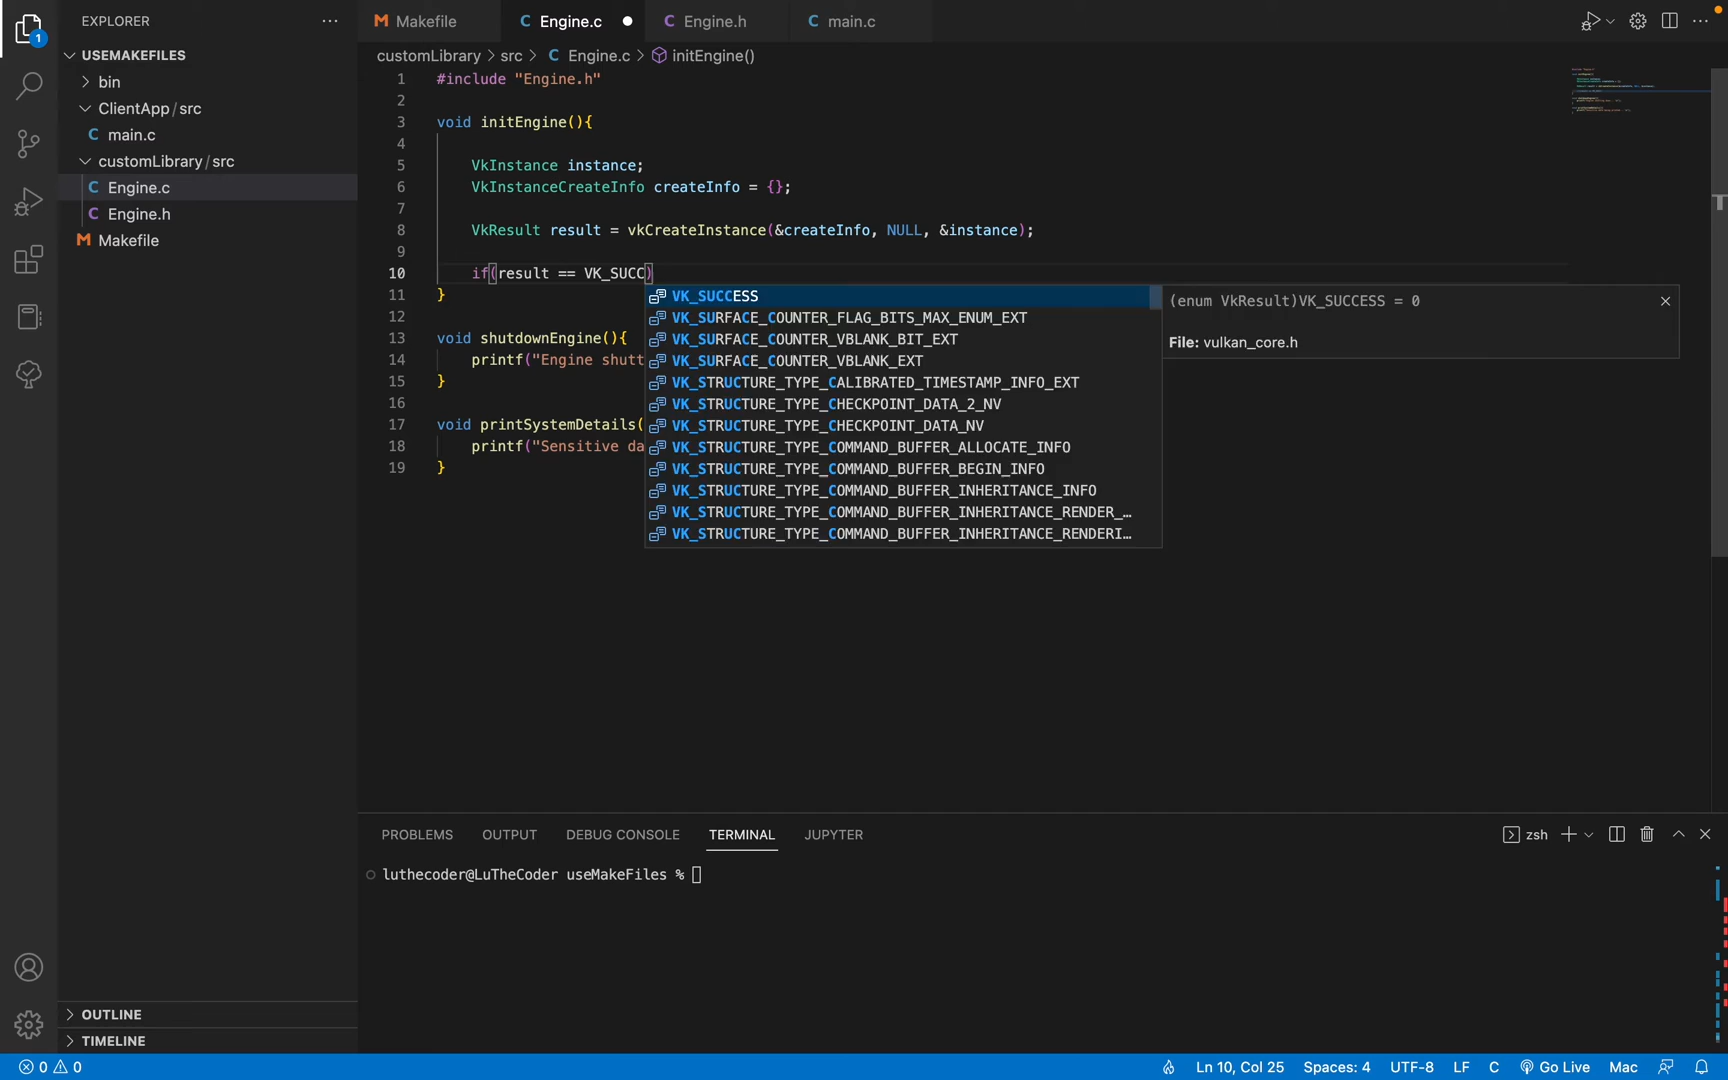 EXPLORER
1
USEMAKEFILES
bin
ClientApp/src
C main.c
customLibrary/src
C Engine.c
C Engine.h
M Makefile
OUTLINE
TIMELINE
M Makefile
C Engine.c
C Engine.h
C main.c
customLibrary > src > C Engine.c > initEngine()
1 #include "Engine.h"
2
3 void initEngine(){
4
5 VkInstance instance;
6 VkInstanceCreateInfo createInfo = {};
7
8 VkResult result = vkCreateInstance(&createInfo, NULL, &instance);
9
10 if(result == VK_SUCC)
11 }
12
13 void shutdownEngine(){
14 printf("Engine shutt
15 }
16
17 void printSystemDetails(
18 printf("Sensitive da
19 }
VK_SUCCESS
VK_SURFACE_COUNTER_FLAG_BITS_MAX_ENUM_EXT
VK_SURFACE_COUNTER_VBLANK_BIT_EXT
VK_SURFACE_COUNTER_VBLANK_EXT
VK_STRUCTURE_TYPE_CALIBRATED_TIMESTAMP_INFO_EXT
VK_STRUCTURE_TYPE_CHECKPOINT_DATA_2_NV
VK_STRUCTURE_TYPE_CHECKPOINT_DATA_NV
VK_STRUCTURE_TYPE_COMMAND_BUFFER_ALLOCATE_INFO
VK_STRUCTURE_TYPE_COMMAND_BUFFER_BEGIN_INFO
VK_STRUCTURE_TYPE_COMMAND_BUFFER_INHERITANCE_INFO
VK_STRUCTURE_TYPE_COMMAND_BUFFER_INHERITANCE_RENDER_…
VK_STRUCTURE_TYPE_COMMAND_BUFFER_INHERITANCE_RENDERI…
(enum VkResult)VK_SUCCESS = 0
File: vulkan_core.h
PROBLEMS OUTPUT DEBUG CONSOLE TERMINAL JUPYTER
zsh
luthecoder@LuTheCoder useMakeFiles %
0 0
Ln 10, Col 25 Spaces: 4 UTF-8 LF C Go Live Mac